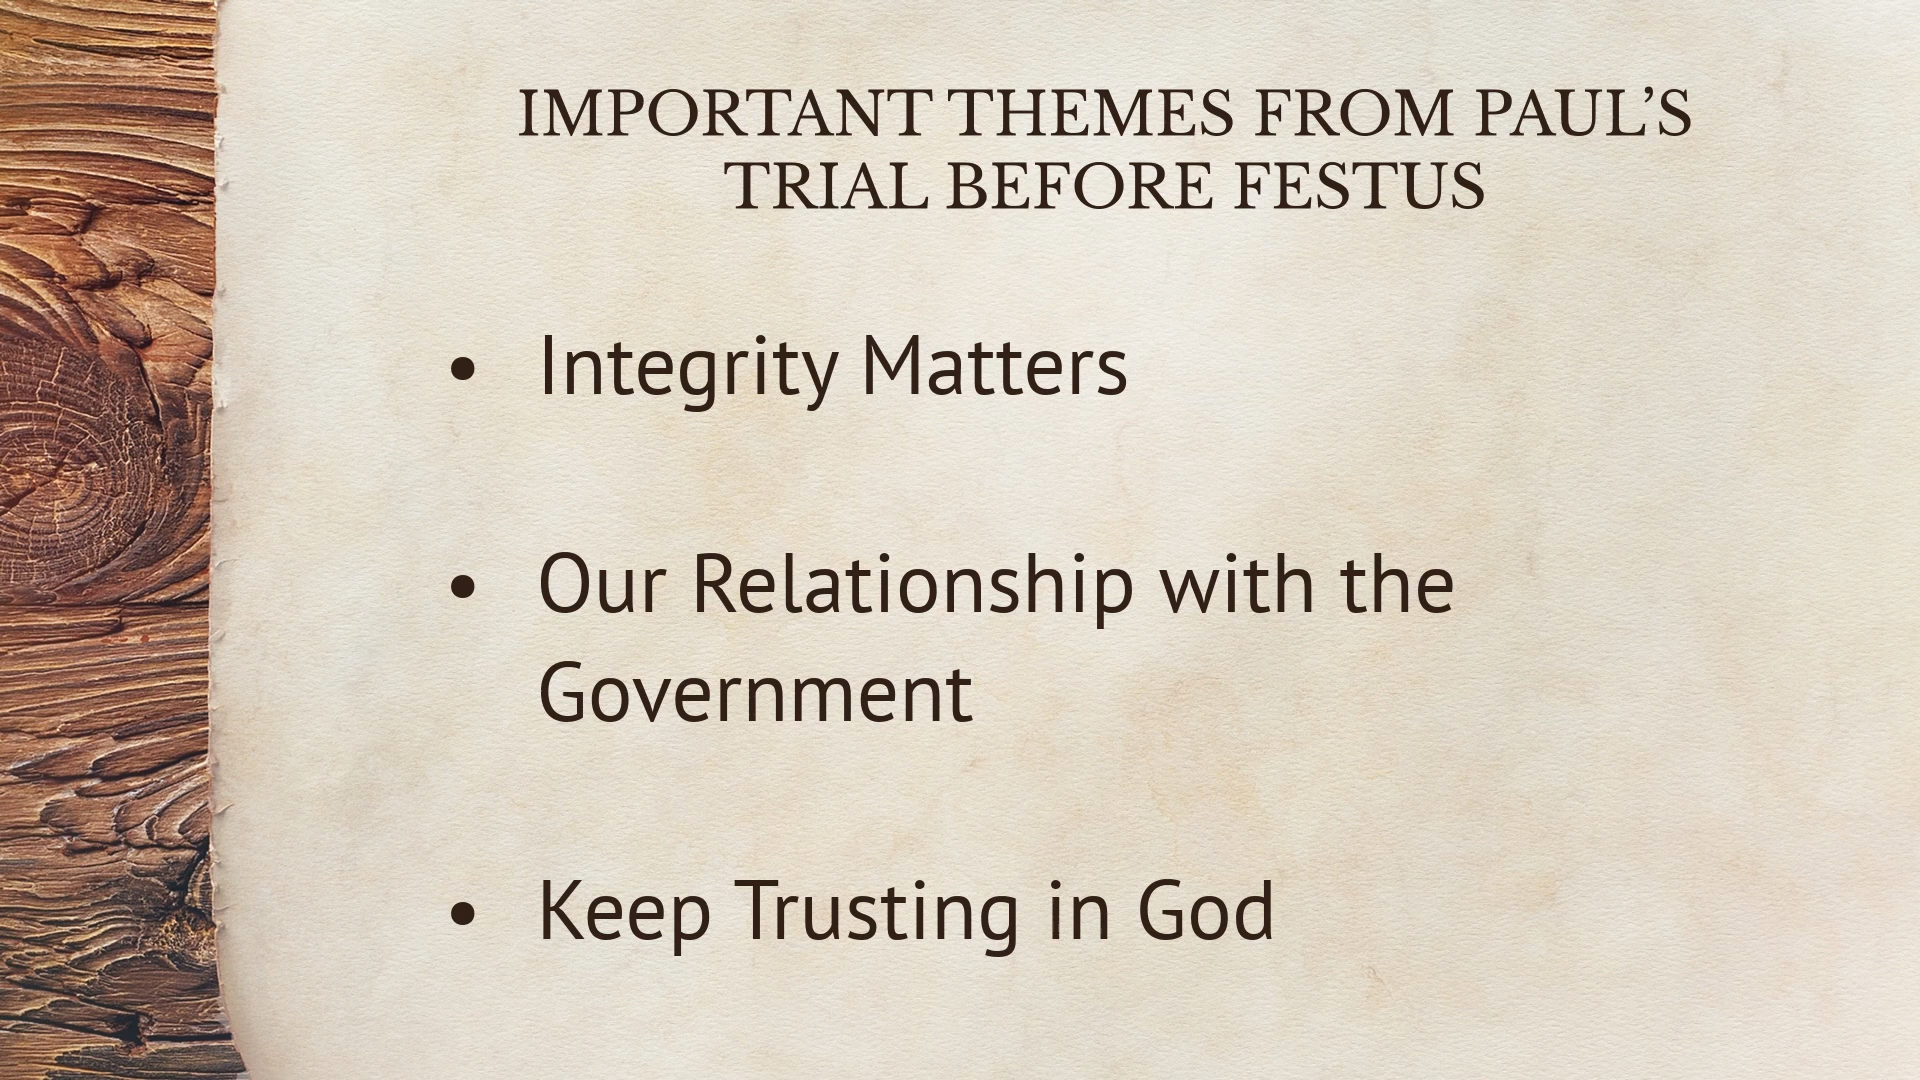 IMPORTANT THEMES FROM PAUL’S
TRIAL BEFORE FESTUS
• Integrity Matters
• Our Relationship with the
Government
• Keep Trusting in God